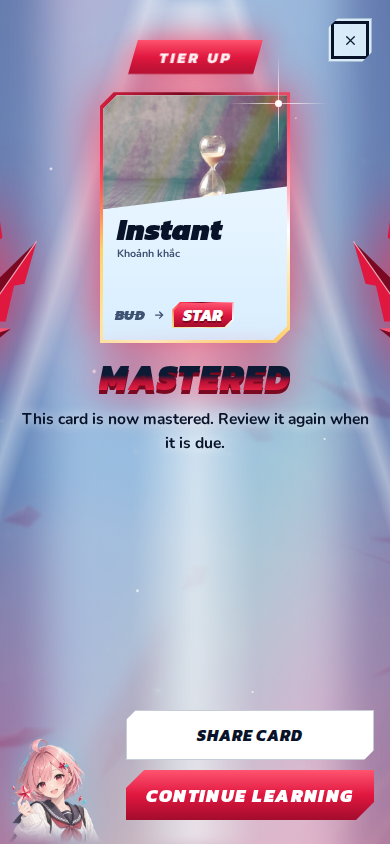 TIER UP
Instant
Khoảnh khắc
BUD → STAR
MASTERED
This card is now mastered. Review it again when
it is due.
SHARE CARD
CONTINUE LEARNING